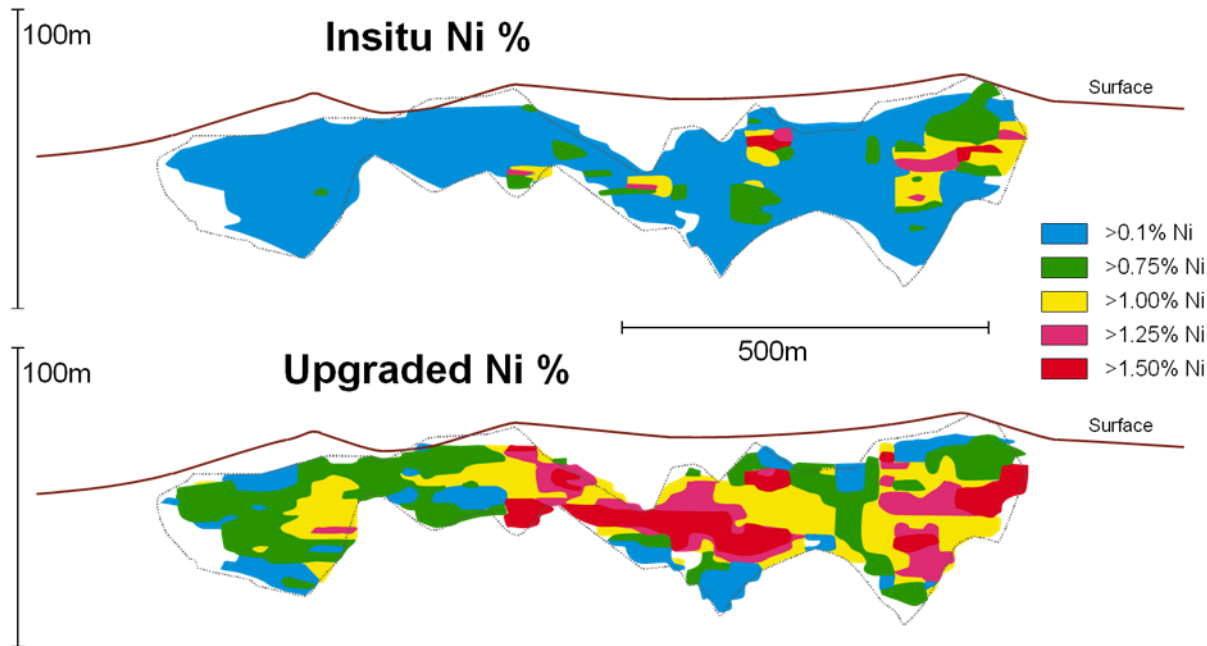 100m
Insitu Ni %
Surface
>0.1% Ni
>0.75% Ni
>1.00% Ni
>1.25% Ni
>1.50% Ni
500m
100m
Upgraded Ni %
Surface